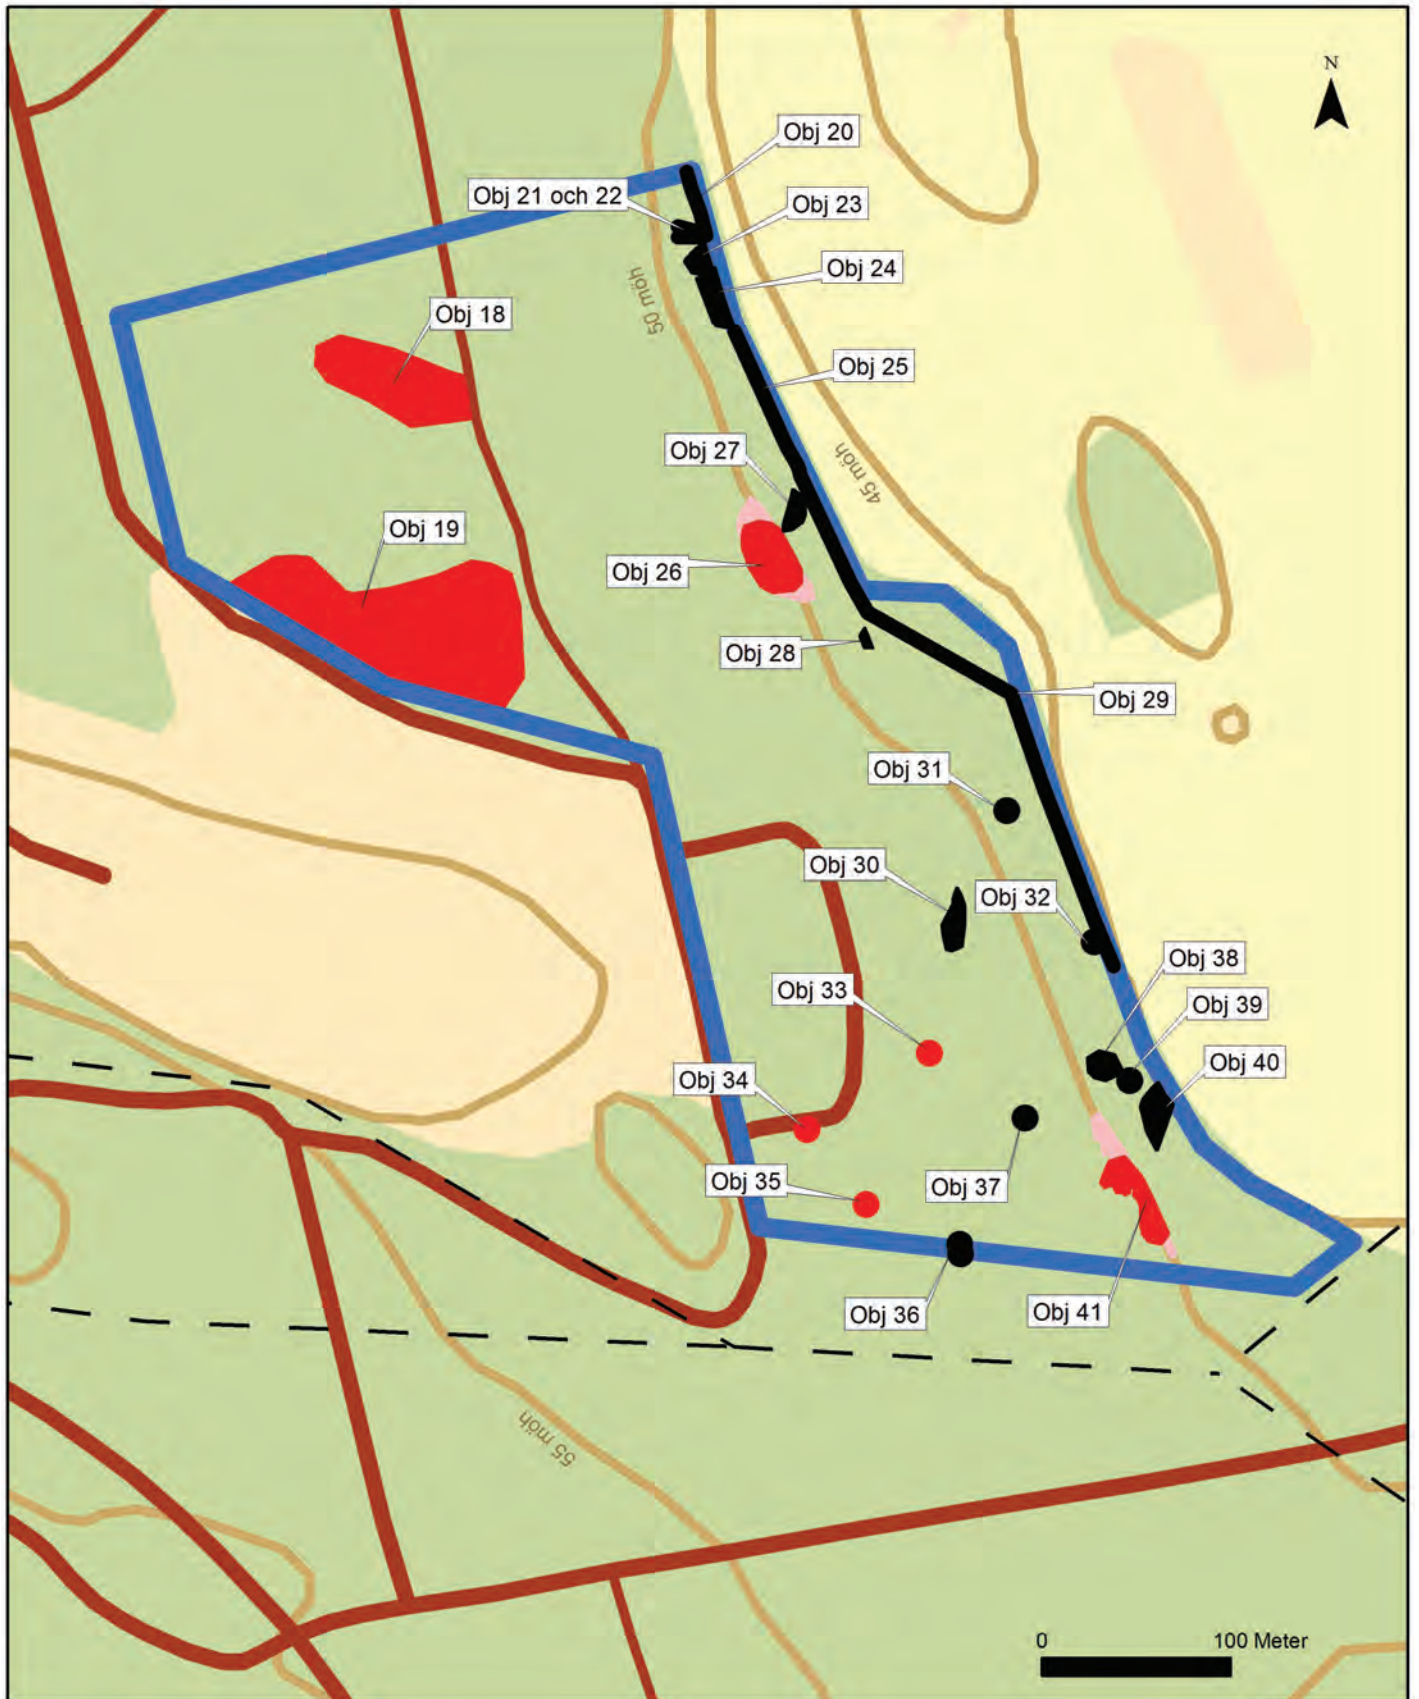 N
Obj 20
Obj 21 och 22
Obj 23
Obj 24
50 möh
Obj 18
Obj 25
Obj 27
45 möh
Obj 19
Obj 26
Obj 28
Obj 29
Obj 31
Obj 30
Obj 32
Obj 38
Obj 33
Obj 39
Obj 40
Obj 34
Obj 35
Obj 37
Obj 36
Obj 41
55 möh
0 100 Meter